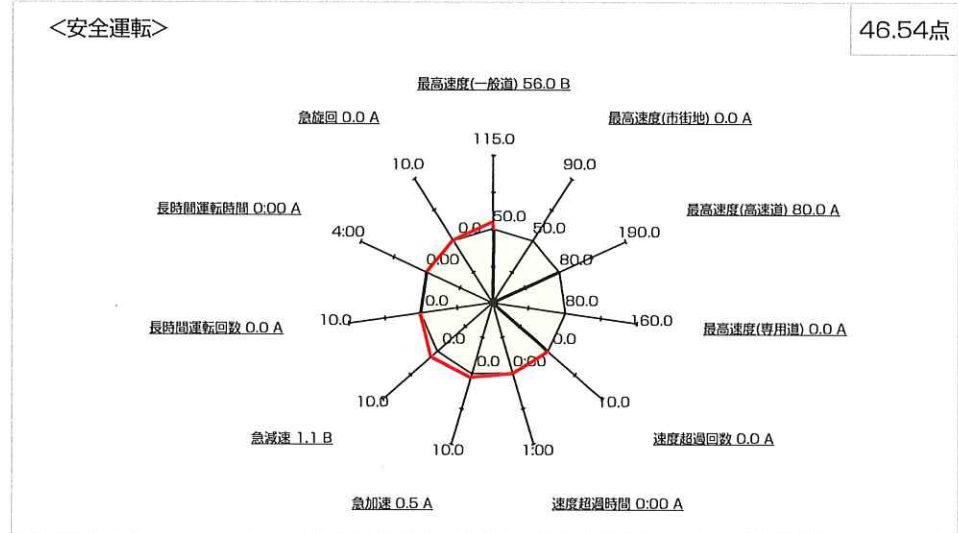 <安全運転>
46.54点
最高速度(一般道) 56.0 B
急旋回 0.0 A
最高速度(市街地) 0.0 A
115.0
10.0
90.0
長時間運転時間 0:00 A
最高速度(高速道) 80.0 A
4:00
190.0
0.0
50.0
50.0
0:00
80.0
0.0
80.0
長時間運転回数 0.0 A
10.0
160.0
最高速度(専用道) 0.0 A
0.0
0.0
0.0
0:00
10.0
10.0
急減速 1.1 B
速度超過回数 0.0 A
10.0
1:00
急加速 0.5 A
速度超過時間 0:00 A